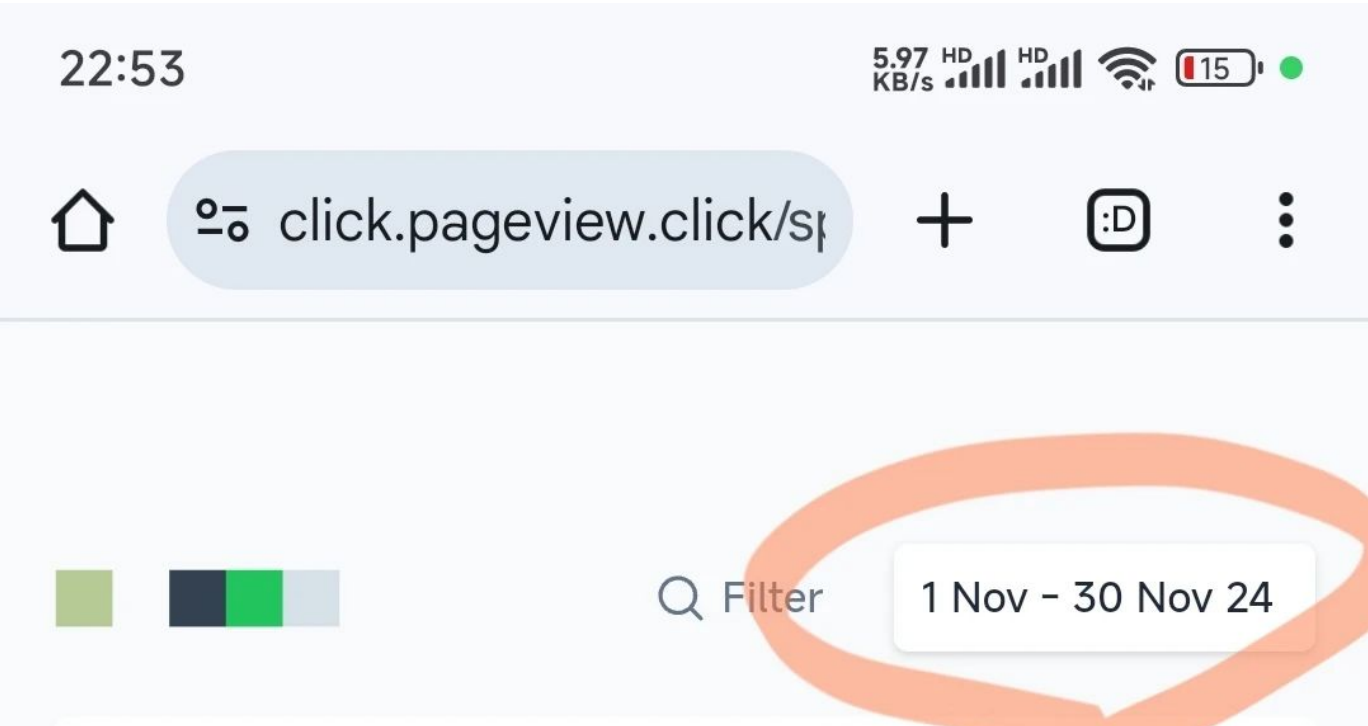 22:53
5.97 KB/s HD HD 15
click.pageview.click/sp
:D
Filter
1 Nov - 30 Nov 24